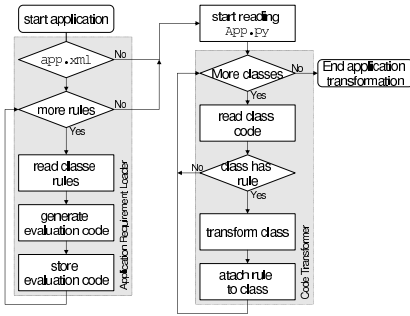 start application
app.xml
No
more rules
No
Yes
read classe
rules
generate
evaluation code
store
evaluation code
Application Requirement Loader
start reading
App.py
More classes
No
End application
transformation
Yes
read class
code
No
class has
rule
Yes
transform class
atach rule
to class
Code Transformer